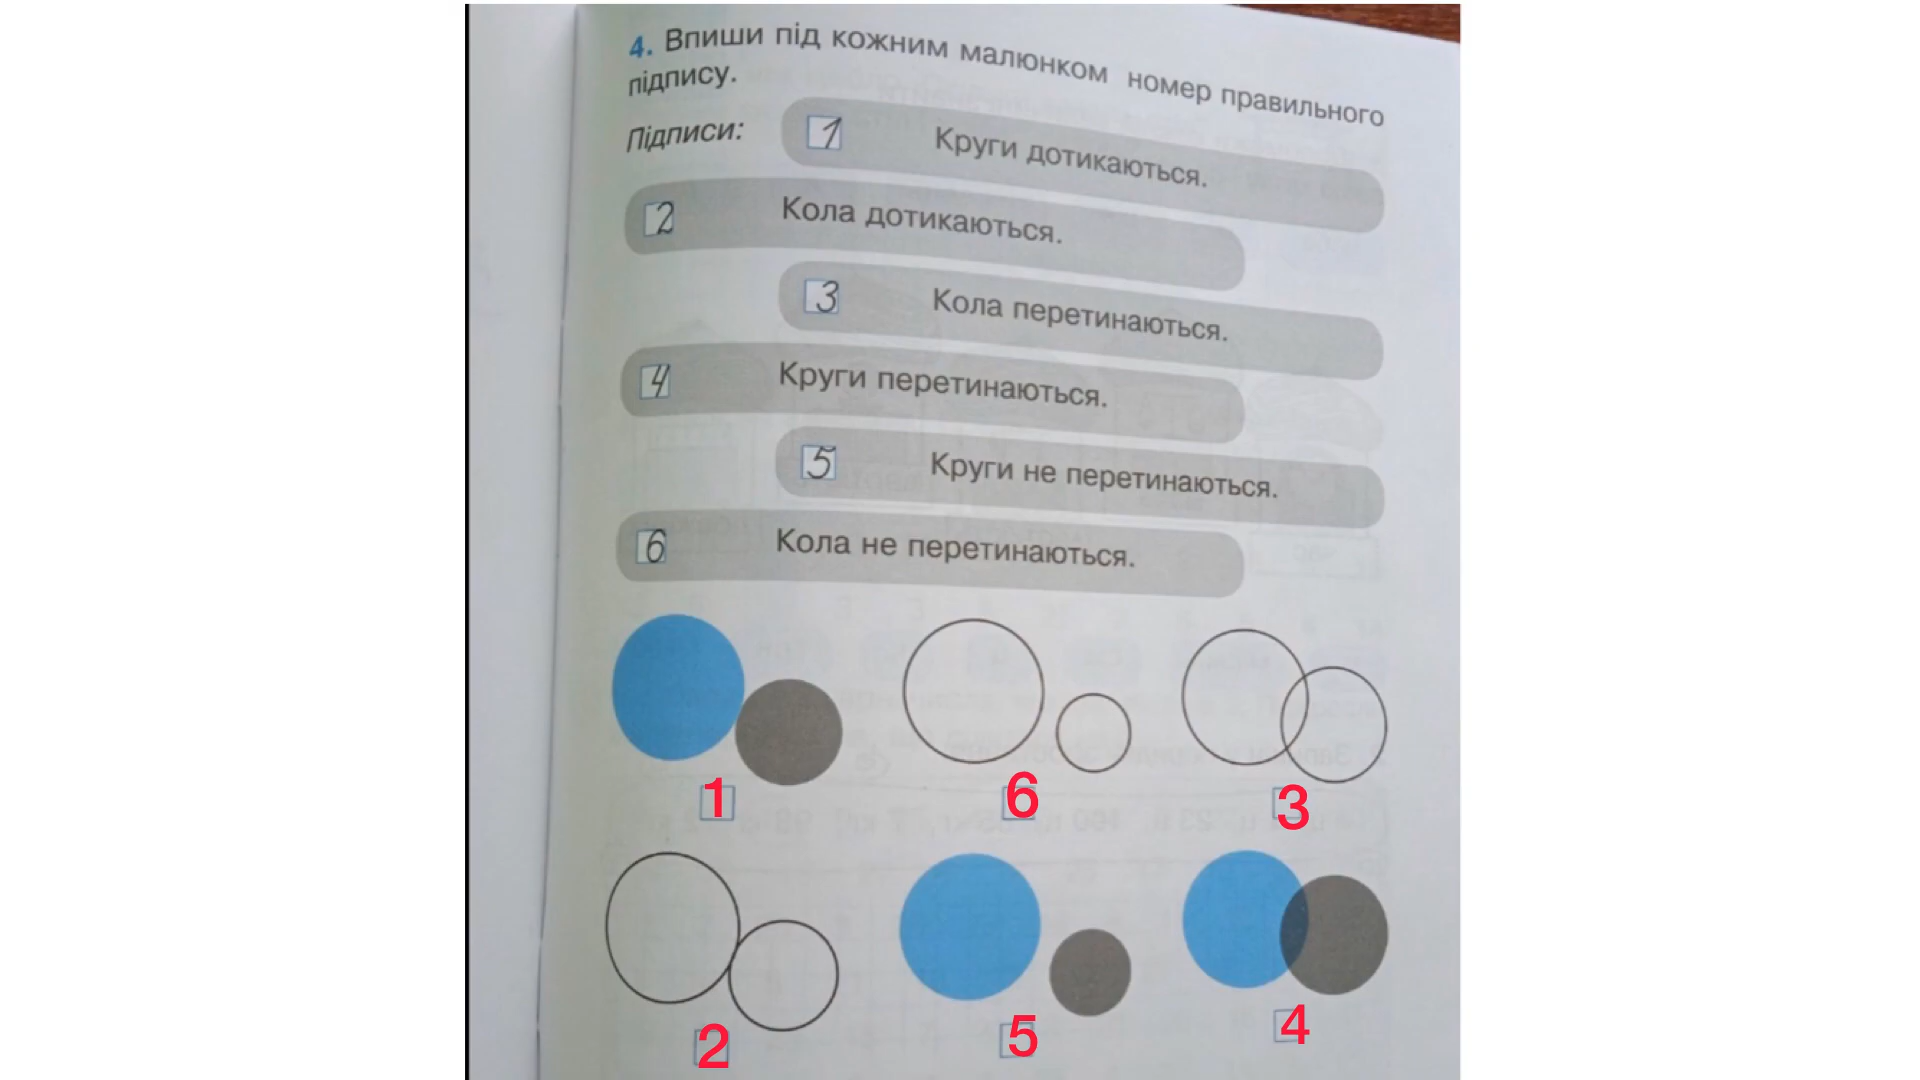 4. Впиши під кожним малюнком номер правильного
підпису.
Підписи:
1 Круги дотикаються.
2 Кола дотикаються.
3 Кола перетинаються.
4 Круги перетинаються.
5 Круги не перетинаються.
6 Кола не перетинаються.
1 6 3
2 5 4